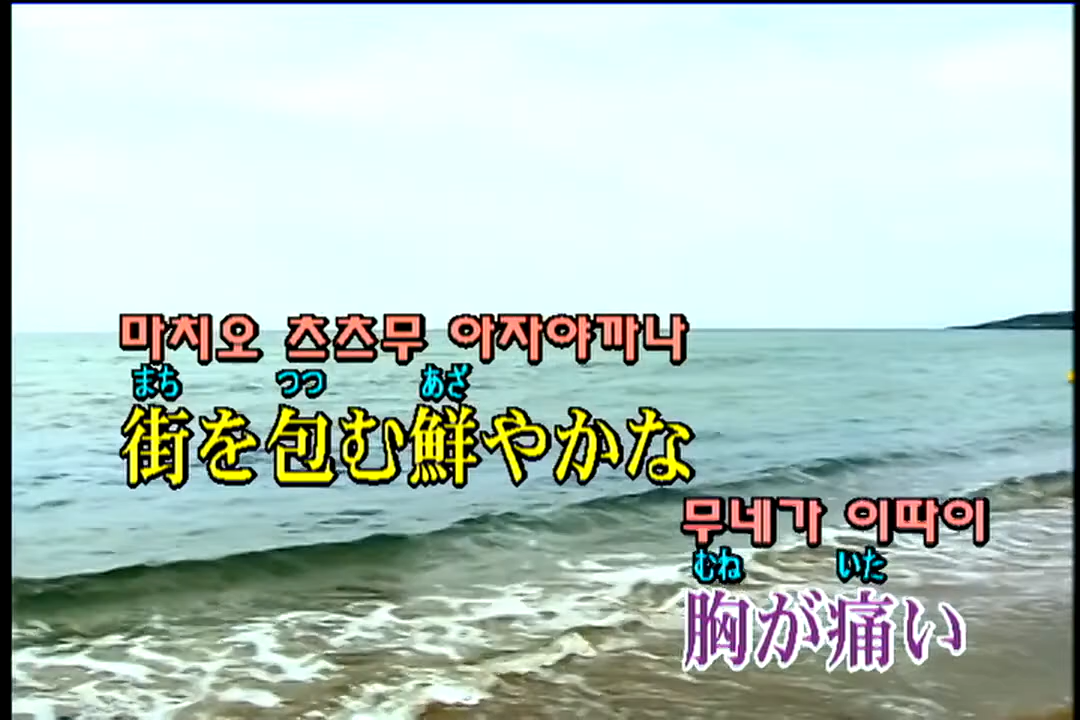 마치오 츠츠무 아자야까나
まち つつ あざ
街を包む鮮やかな
무네가 이따이
むね いた
胸が痛い